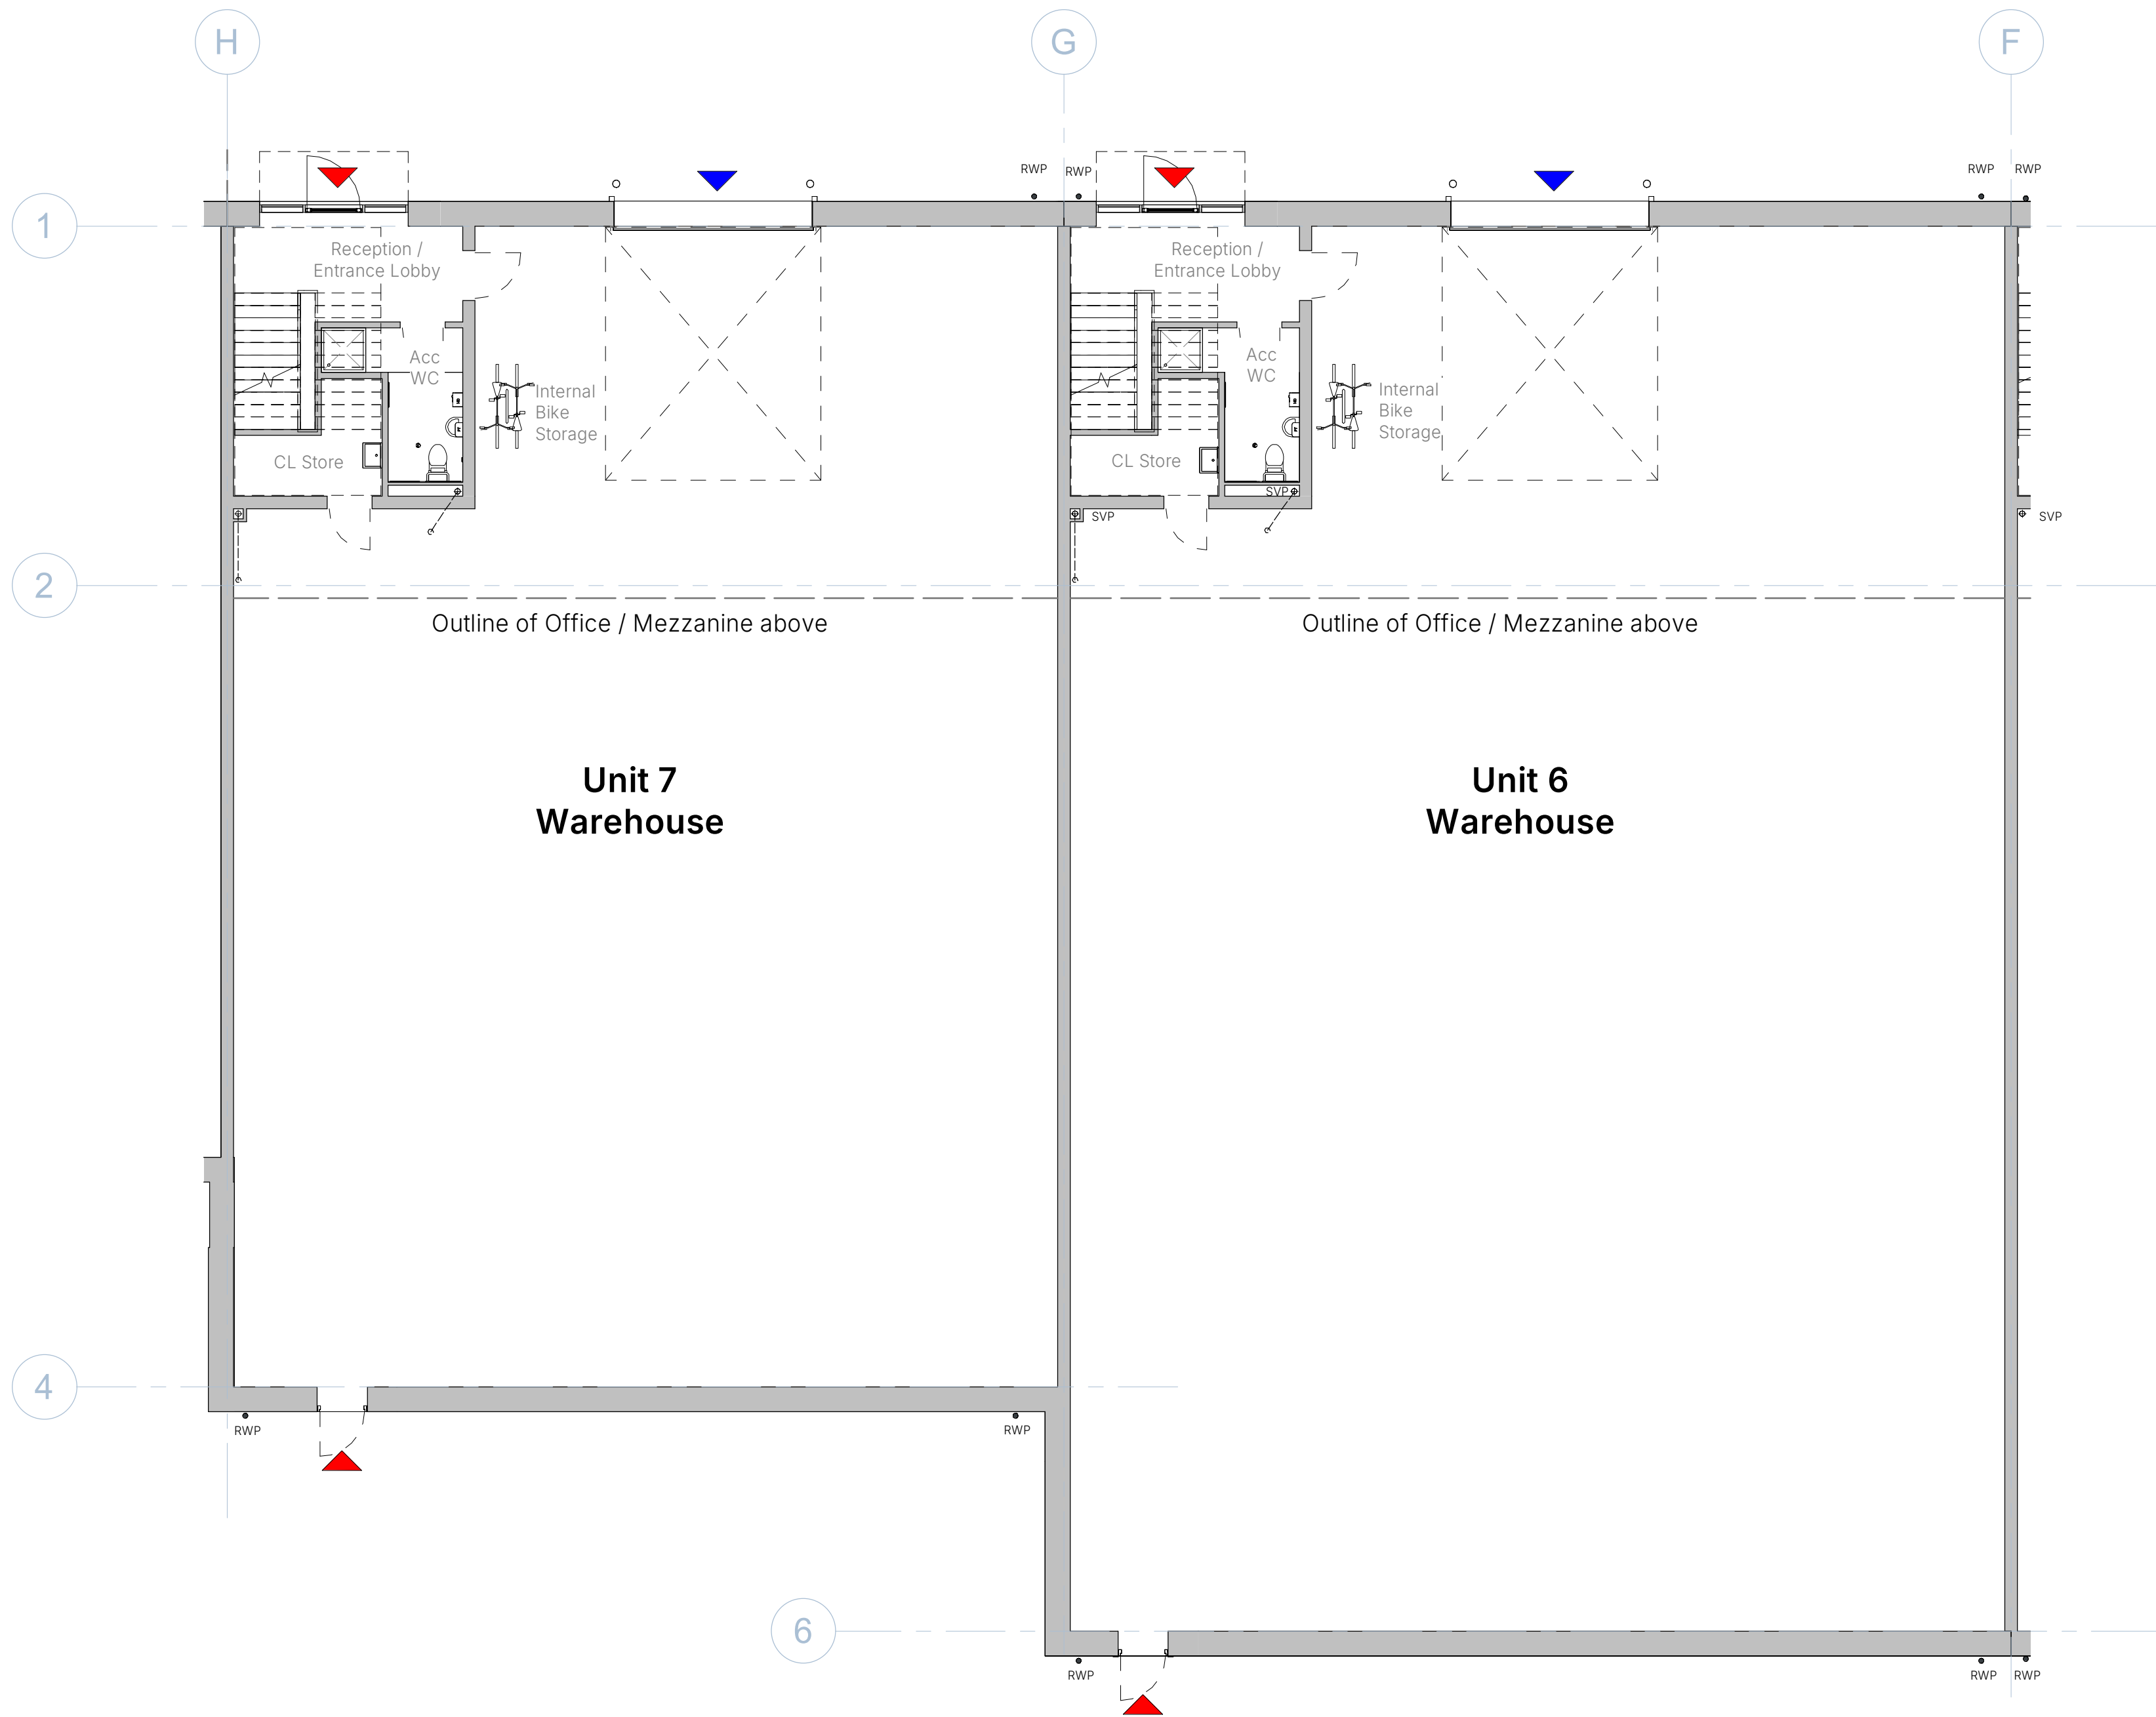 H
G
F
RWP
RWP
RWP
RWP
1
Reception /
Entrance Lobby
Reception /
Entrance Lobby
Acc
WC
Acc
WC
Internal
Bike
Storage
Internal
Bike
Storage
CL Store
CL Store
SVP
SVP
SVP
2
Outline of Office / Mezzanine above
Outline of Office / Mezzanine above
Unit 7
Warehouse
Unit 6
Warehouse
4
RWP
RWP
6
RWP
RWP
RWP